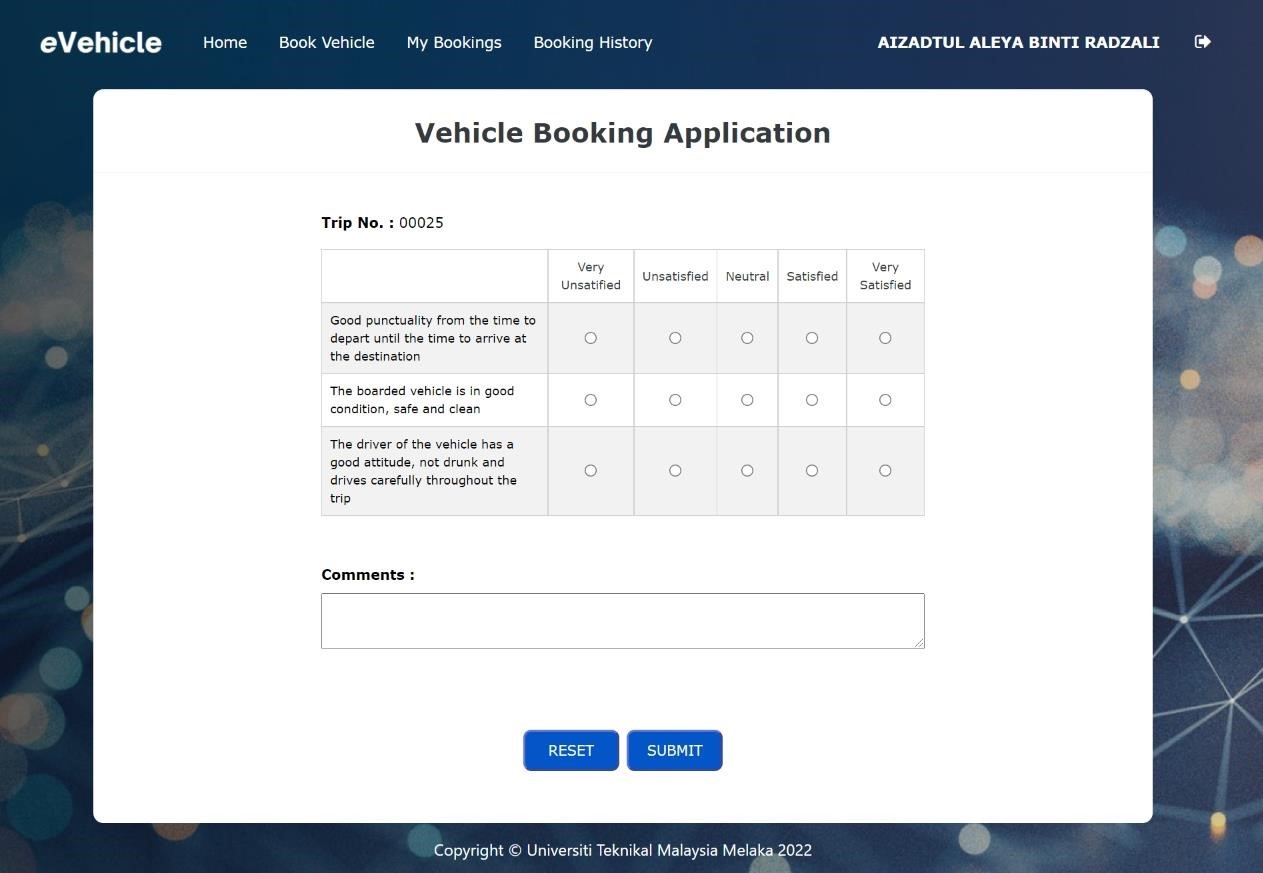 eVehicle Home Book Vehicle My Bookings Booking History AIZADTUL ALEYA BINTI RADZALI
Vehicle Booking Application
Trip No. : 00025
Very Unsatified Unsatisfied Neutral Satisfied Very Satisfied
Good punctuality from the time to
depart until the time to arrive at
the destination
The boarded vehicle is in good
condition, safe and clean
The driver of the vehicle has a
good attitude, not drunk and
drives carefully throughout the
trip
Comments :
RESET SUBMIT
Copyright © Universiti Teknikal Malaysia Melaka 2022